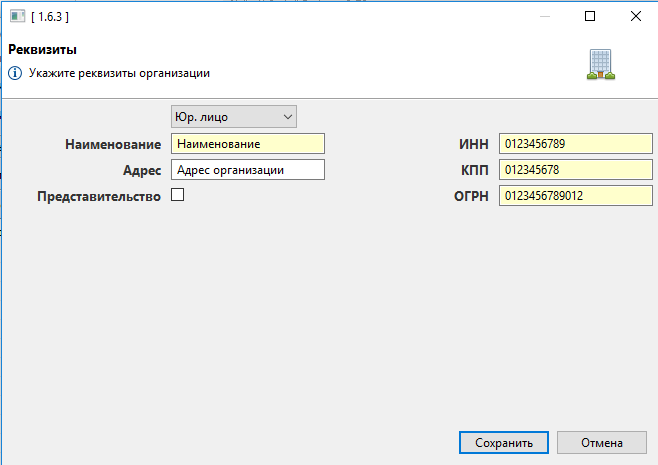 [ 1.6.3 ]
Реквизиты
Укажите реквизиты организации
Юр. лицо
Наименование Наименование ИНН 0123456789
Адрес Адрес организации КПП 012345678
Представительство ОГРН 0123456789012
Сохранить Отмена